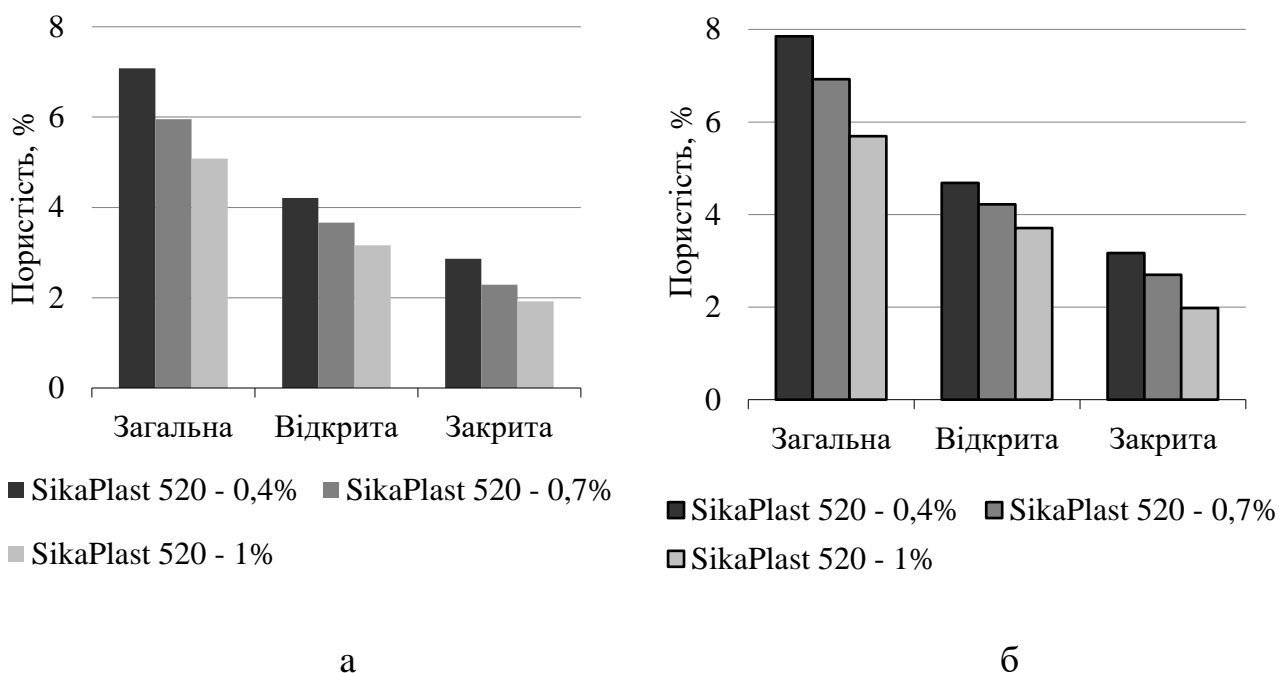 Пористість, %
8
6
4
2
0
Загальна Відкрита Закрита
SikaPlast 520 - 0,4% SikaPlast 520 - 0,7%
SikaPlast 520 - 1%
а
Пористість, %
8
6
4
2
0
Загальна Відкрита Закрита
SikaPlast 520 - 0,4% SikaPlast 520 - 0,7%
SikaPlast 520 - 1%
б